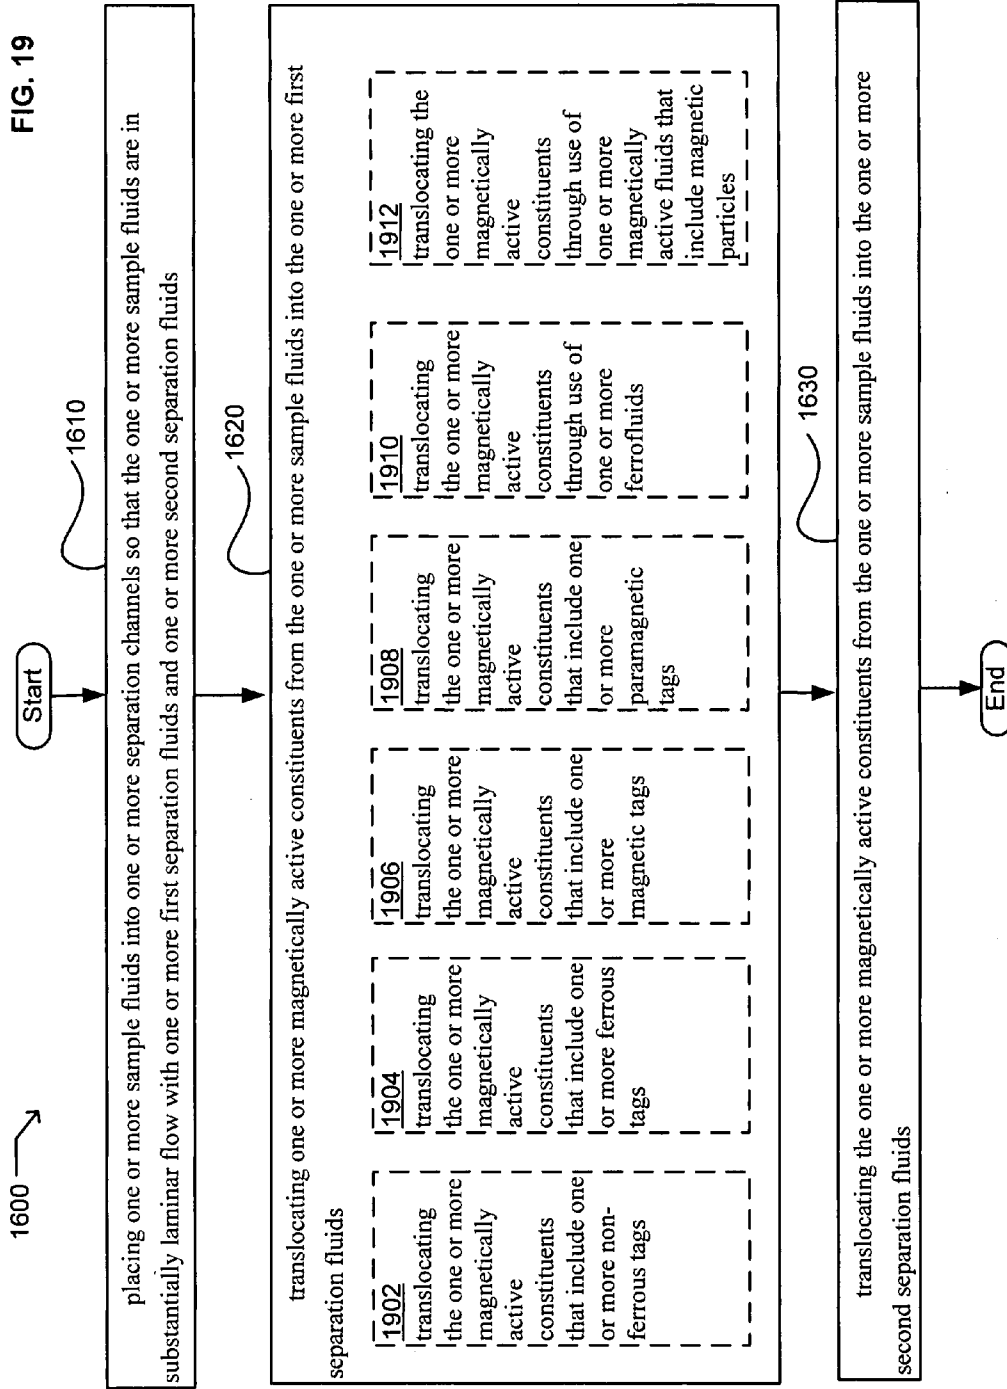 FIG. 19
1600
Start
1610
placing one or more sample fluids into one or more separation channels so that the one or more sample fluids are in
substantially laminar flow with one or more first separation fluids and one or more second separation fluids
1620
translocating one or more magnetically active constituents from the one or more sample fluids into the one or more first
separation fluids
1902
translocating
the one or more
magnetically
active
constituents
that include one
or more non-
ferrous tags
1904
translocating
the one or more
magnetically
active
constituents
that include one
or more ferrous
tags
1906
translocating
the one or more
magnetically
active
constituents
that include one
or more
magnetic tags
1908
translocating
the one or more
magnetically
active
constituents
that include one
or more
paramagnetic
tags
1910
translocating
the one or more
magnetically
active
constituents
through use of
one or more
ferrofluids
1912
translocating the
one or more
magnetically
active
constituents
through use of
one or more
magnetically
active fluids that
include magnetic
particles
1630
translocating the one or more magnetically active constituents from the one or more sample fluids into the one or more
second separation fluids
End